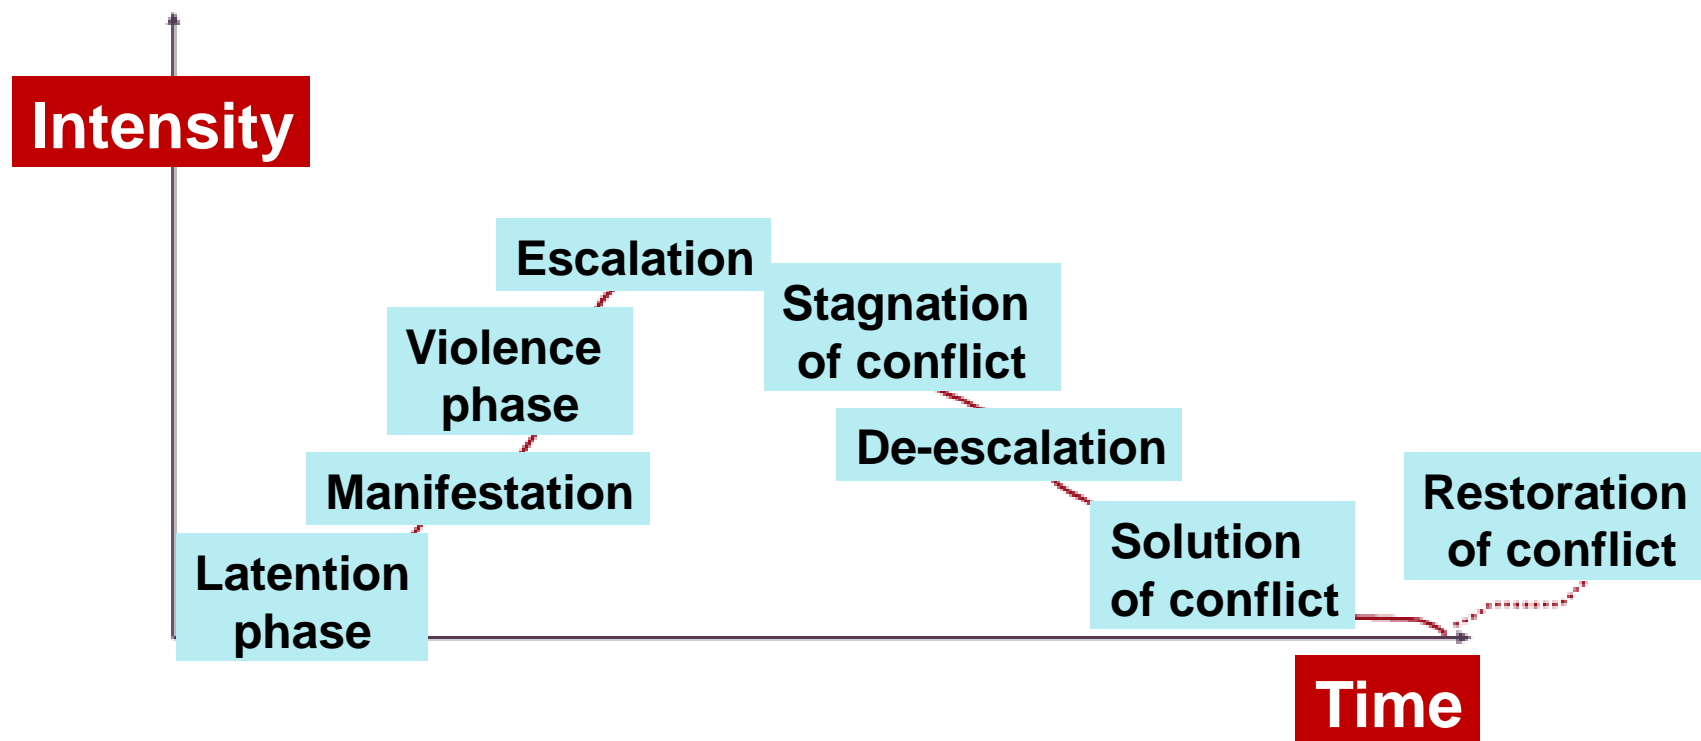 Intensity
Escalation
Stagnation
of conflict
Violence
phase
De-escalation
Manifestation
Restoration
of conflict
Solution
of conflict
Latention
phase
Time